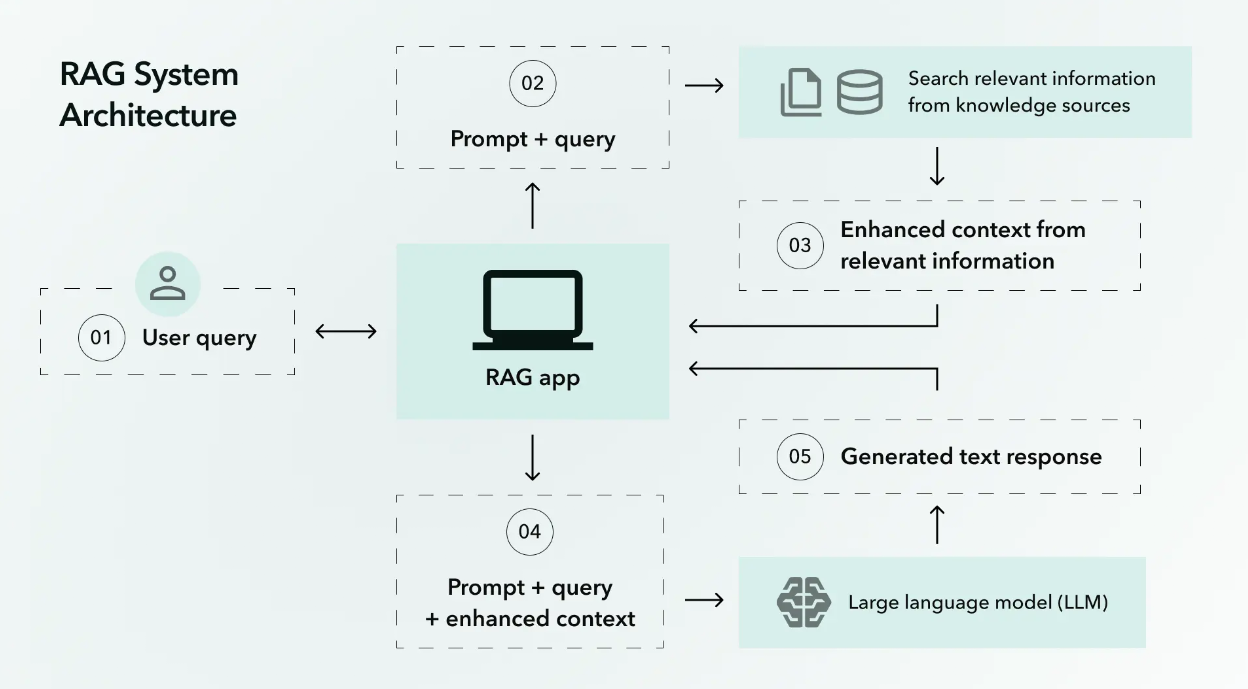 RAG System
Architecture
01
User query
RAG app
02
Prompt + query
Search relevant information
from knowledge sources
03
Enhanced context from
relevant information
04
Prompt + query
+ enhanced context
Large language model (LLM)
05
Generated text response